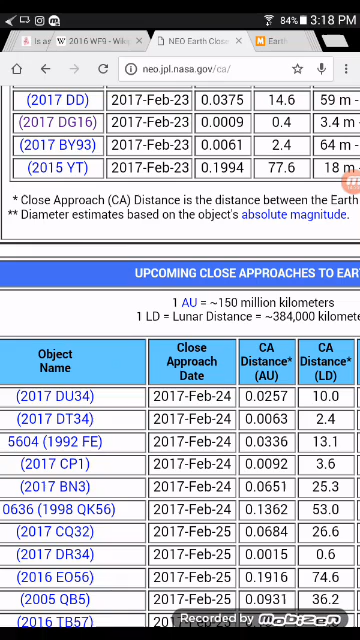 84% 3:18 PM
Is as
W 2016 WF9 - Wiki
NEO Earth Close
M Earth
neo.jpl.nasa.gov/ca/
(2017 DD) 2017-Feb-23 0.0375 14.6 59 m -
(2017 DG16) 2017-Feb-23 0.0009 0.4 3.4 m -
(2017 BY93) 2017-Feb-23 0.0061 2.4 64 m -
(2015 YT) 2017-Feb-23 0.1994 77.6 18 m
* Close Approach (CA) Distance is the distance between the Earth
** Diameter estimates based on the object's absolute magnitude.
UPCOMING CLOSE APPROACHES TO EAR
1 AU = ~150 million kilometers
1 LD = Lunar Distance = ~384,000 kilomete
Object Name Close Approach Date CA Distance* (AU) CA Distance* (LD)
(2017 DU34) 2017-Feb-24 0.0257 10.0
(2017 DT34) 2017-Feb-24 0.0063 2.4
5604 (1992 FE) 2017-Feb-24 0.0336 13.1
(2017 CP1) 2017-Feb-24 0.0092 3.6
(2017 BN3) 2017-Feb-24 0.0651 25.3
0636 (1998 QK56) 2017-Feb-24 0.1362 53.0
(2017 CQ32) 2017-Feb-25 0.0684 26.6
(2017 DR34) 2017-Feb-25 0.0015 0.6
(2016 EO56) 2017-Feb-25 0.1916 74.6
(2005 QB5) 2017-Feb-25 0.0931 36.2
(2016 TB57)
Recorded by mobizen